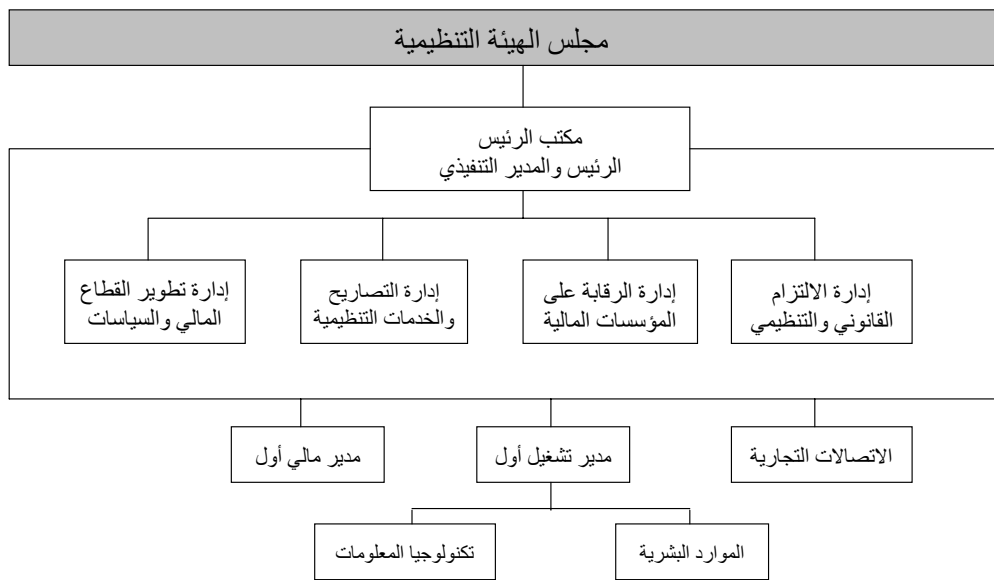 مجلس الهيئة التنظيمية
مكتب الرئيس
الرئيس والمدير التنفيذي
إدارة الالتزام
القانوني والتنظيمي
إدارة الرقابة على
المؤسسات المالية
إدارة التصاريح
والخدمات التنظيمية
إدارة تطوير القطاع
المالي والسياسات
الاتصالات التجارية
مدير تشغيل أول
مدير مالي أول
الموارد البشرية
تكنولوجيا المعلومات